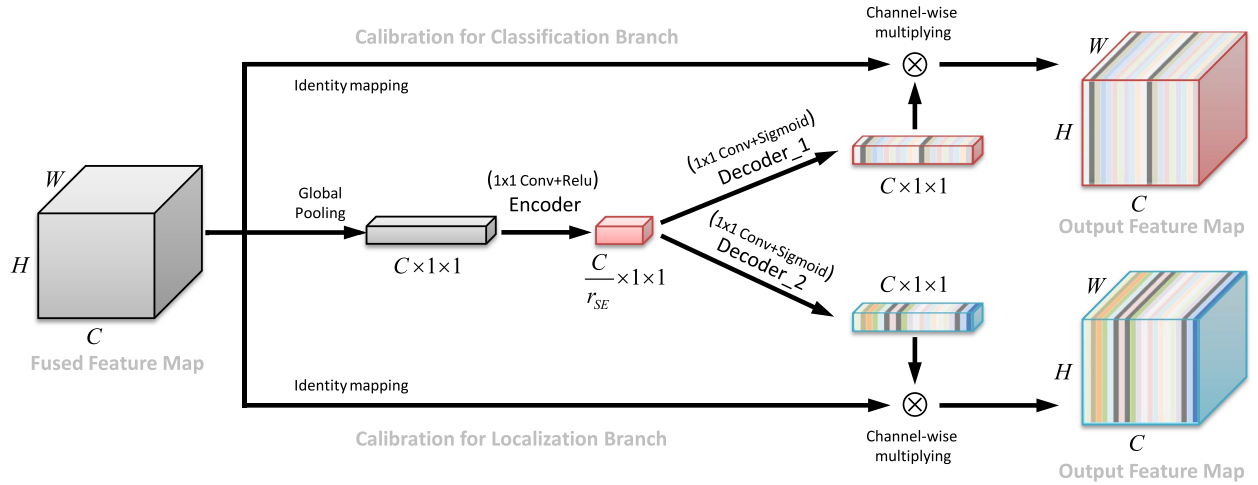 Calibration for Classification Branch
Identity mapping
Channel-wise
multiplying
W
H
C
Output Feature Map
W
H
C
Fused Feature Map
Global
Pooling
C×1×1
(1x1 Conv+Relu)
Encoder
C
r_SE ×1×1
(1x1 Conv+Sigmoid)
Decoder_1
C×1×1
(1x1 Conv+Sigmoid)
Decoder_2
C×1×1
Identity mapping
Calibration for Localization Branch
Channel-wise
multiplying
W
H
C
Output Feature Map